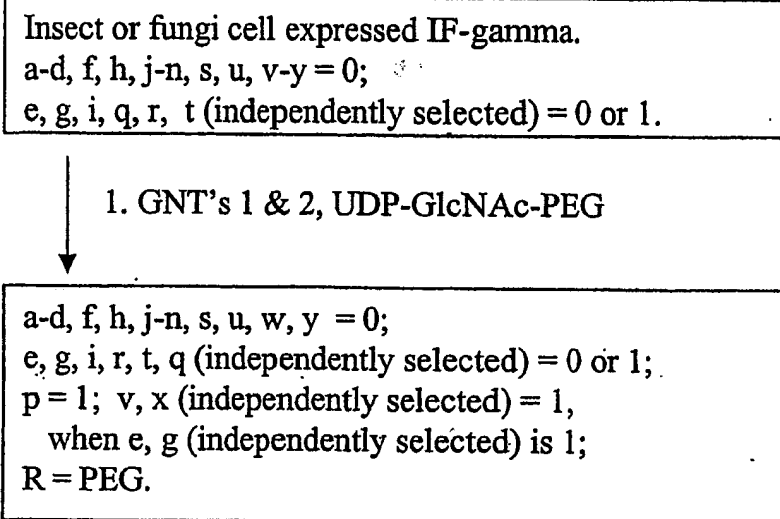 Insect or fungi cell expressed IF-gamma.
a-d, f, h, j-n, s, u, v-y = 0;
e, g, i, q, r, t (independently selected) = 0 or 1.
1. GNT's 1 & 2, UDP-GlcNAc-PEG
a-d, f, h, j-n, s, u, w, y = 0;
e, g, i, r, t, q (independently selected) = 0 or 1;
p = 1; v, x (independently selected) = 1,
when e, g (independently selected) is 1;
R = PEG.